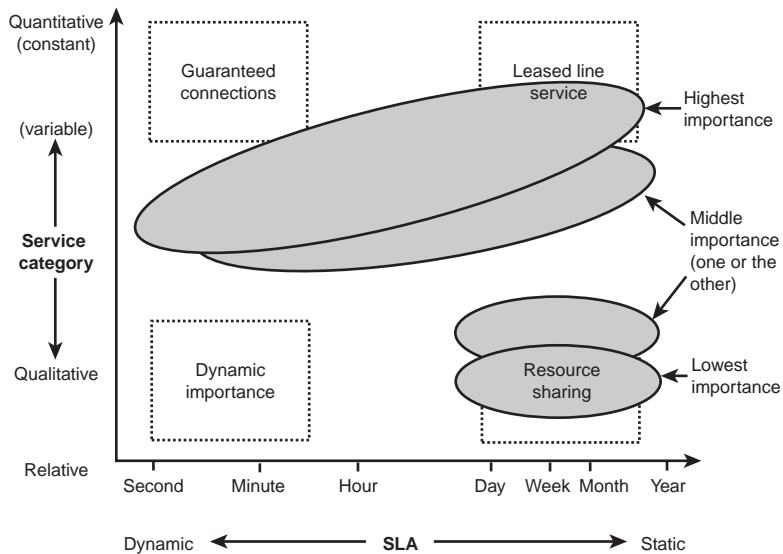 Quantitative
(constant)
(variable)
Service
category
Qualitative
Relative
Guaranteed
connections
Leased line
service
Highest
importance
Middle
importance
(one or the
other)
Dynamic
importance
Resource
sharing
Lowest
importance
Second
Minute
Hour
Day
Week
Month
Year
Dynamic
SLA
Static